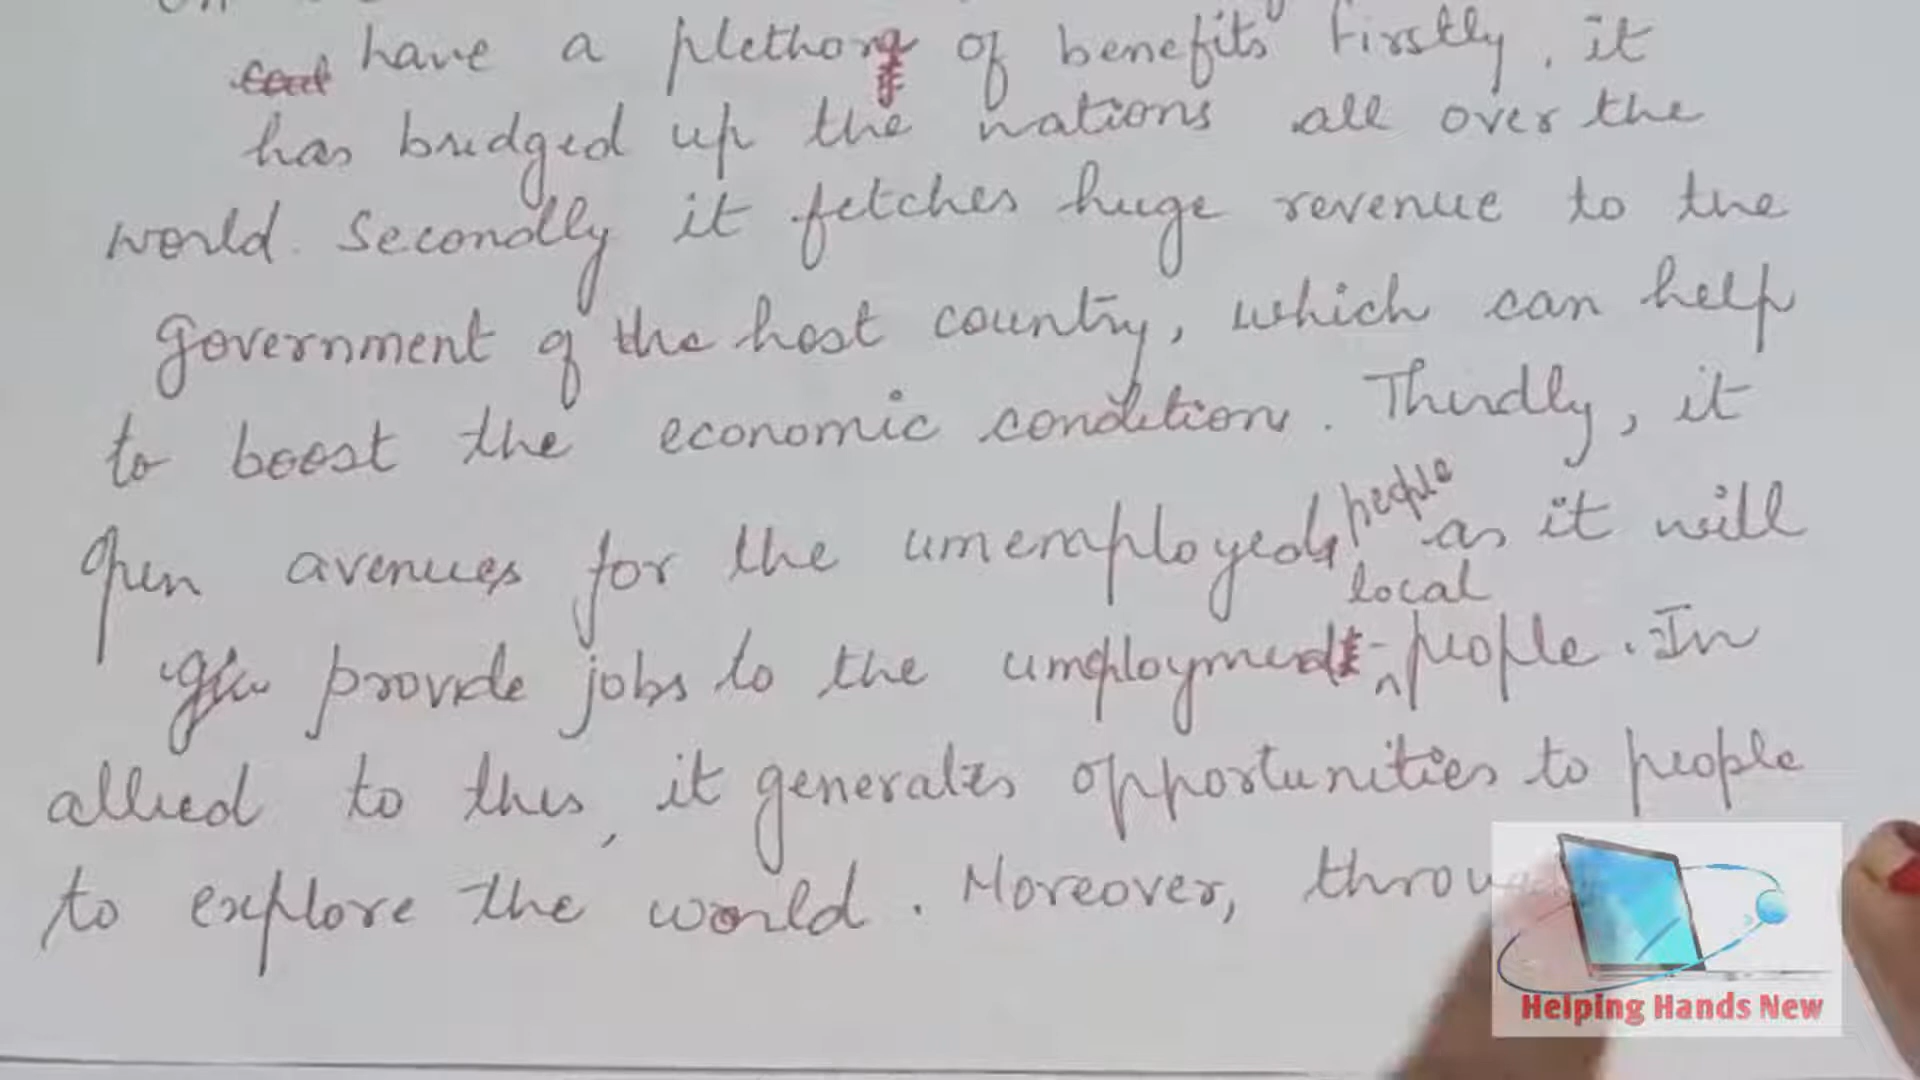 have a plethora of benefits Firstly, it
has bridged up the nations all over the
world. Secondly it fetches huge revenue to the
government of the host country, which can help
to boost the economic condition. Thirdly, it
open avenues for the unemployed people as it will
provide jobs to the local people. In
allied to this, it generates opportunities to people
to explore the world. Moreover, throu
Helping Hands New